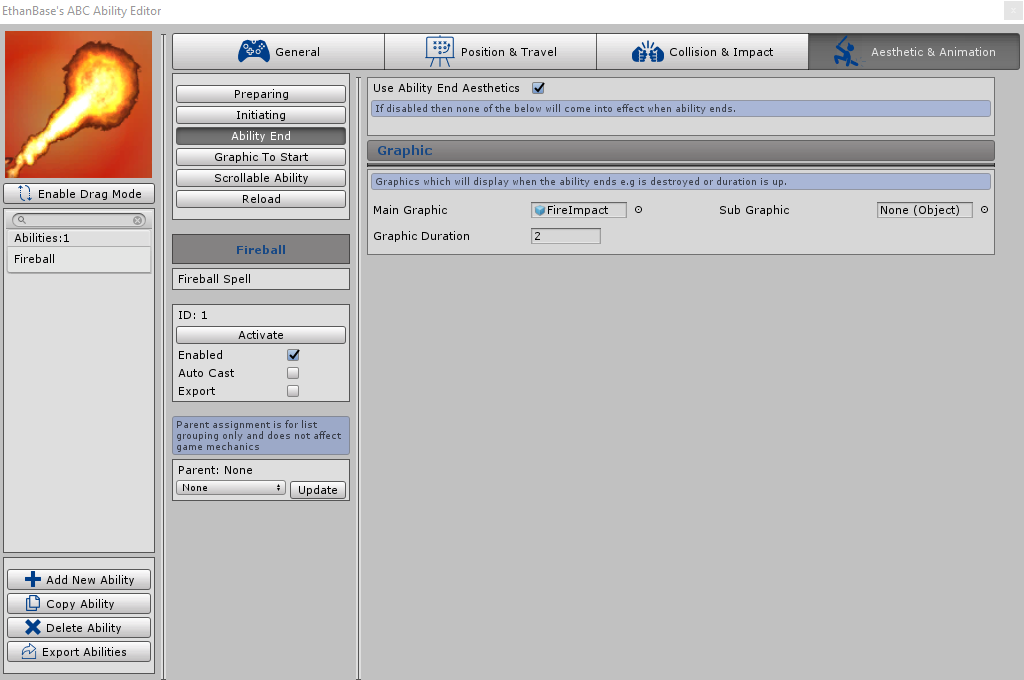 EthanBase's ABC Ability Editor
x
General
Position & Travel
Collision & Impact
Aesthetic & Animation
Enable Drag Mode
Abilities:1
Fireball
Add New Ability
Copy Ability
Delete Ability
Export Abilities
Preparing
Initiating
Ability End
Graphic To Start
Scrollable Ability
Reload
Fireball
Fireball Spell
ID: 1
Activate
Enabled
Auto Cast
Export
Parent assignment is for list
grouping only and does not affect
game mechanics
Parent: None
None
Update
Use Ability End Aesthetics
If disabled then none of the below will come into effect when ability ends.
Graphic
Graphics which will display when the ability ends e.g is destroyed or duration is up.
Main Graphic FireImpact Sub Graphic None (Object)
Graphic Duration 2